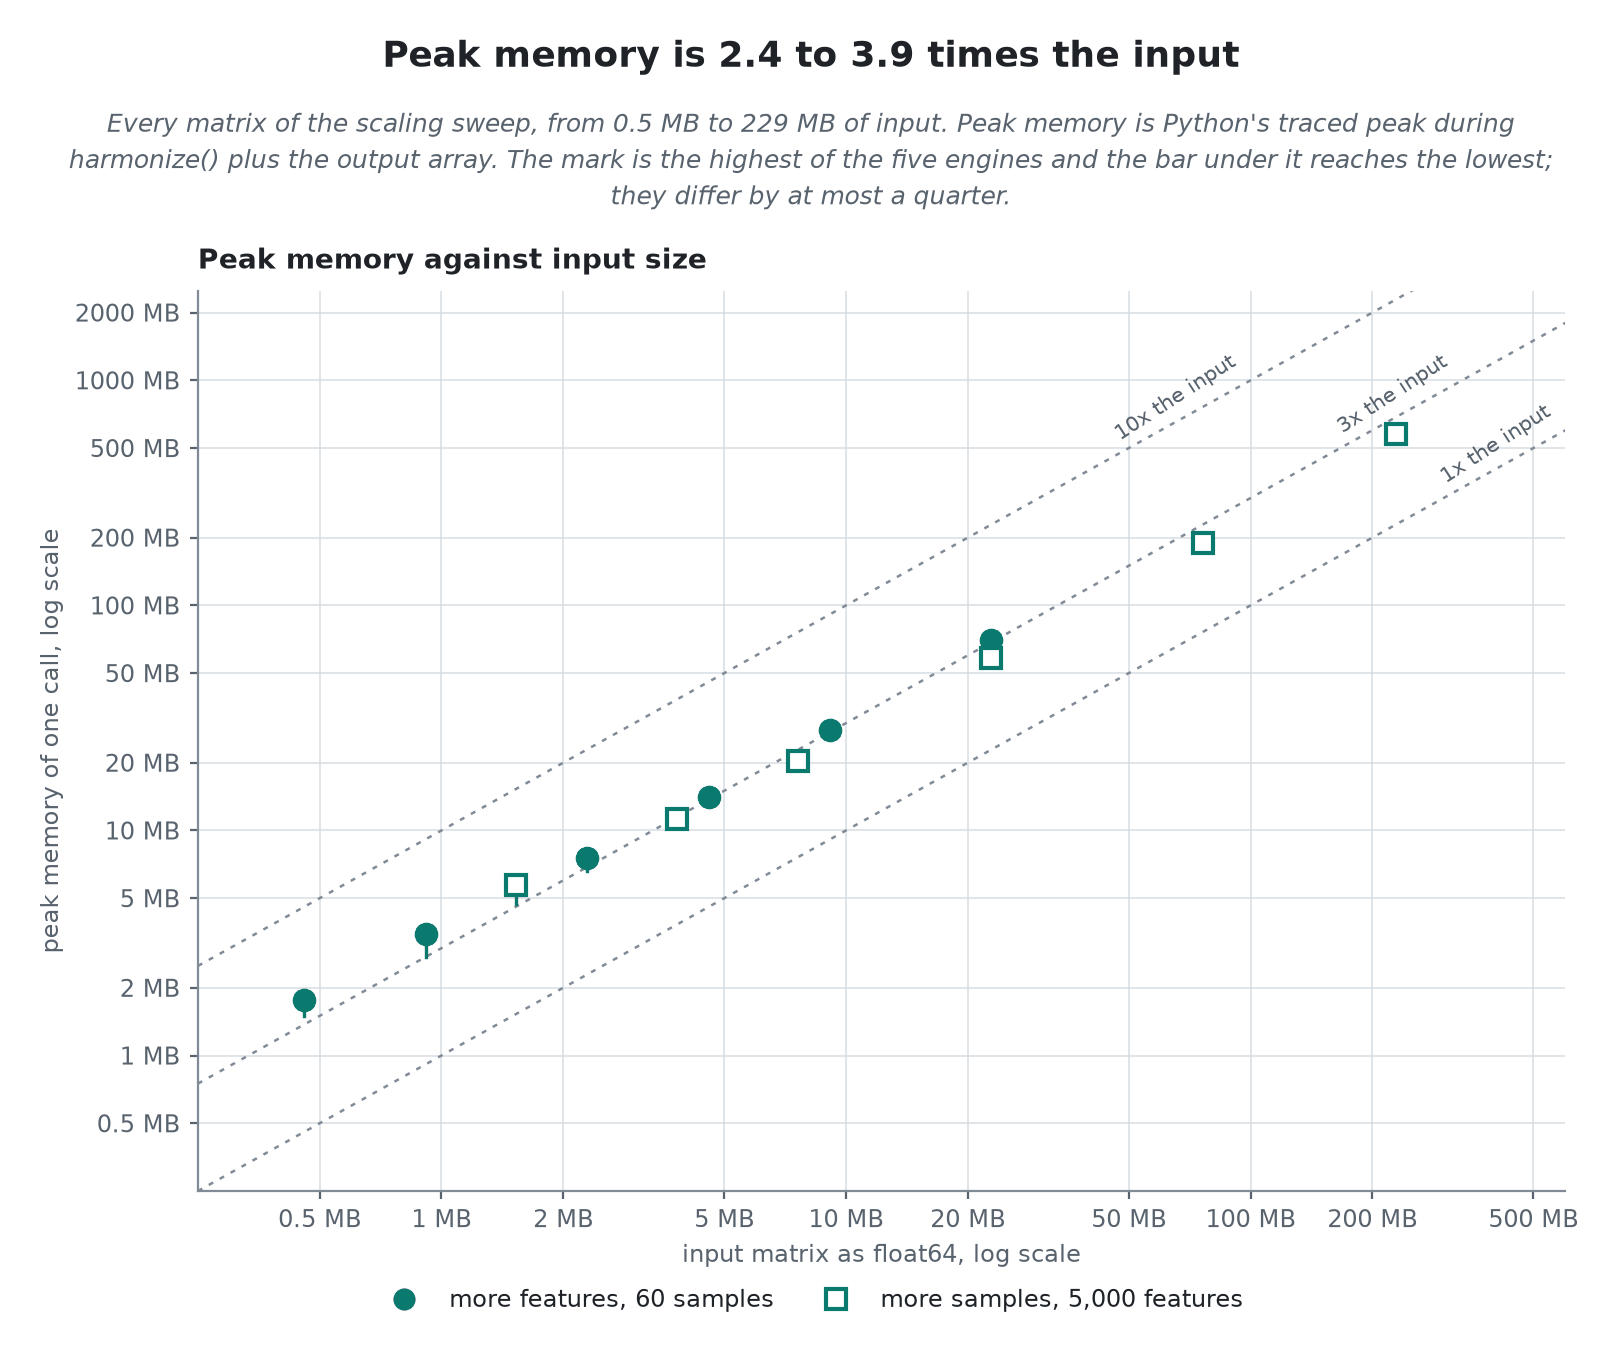 Peak memory is 2.4 to 3.9 times the input
Every matrix of the scaling sweep, from 0.5 MB to 229 MB of input. Peak memory is Python's traced peak during
harmonize() plus the output array. The mark is the highest of the five engines and the bar under it reaches the lowest;
they differ by at most a quarter.
Peak memory against input size
2000 MB
1000 MB
500 MB
200 MB
100 MB
50 MB
20 MB
10 MB
5 MB
2 MB
1 MB
0.5 MB
peak memory of one call, log scale
10x the input
3x the input
1x the input
0.5 MB
1 MB
2 MB
5 MB
10 MB
20 MB
50 MB
100 MB
200 MB
500 MB
input matrix as float64, log scale
more features, 60 samples
more samples, 5,000 features